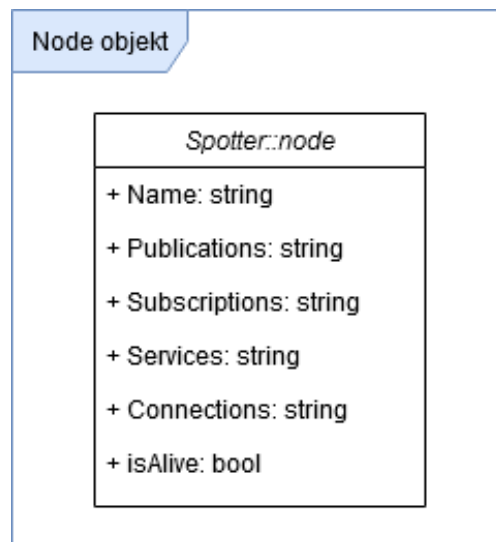 Node objekt
Spotter::node
+ Name: string
+ Publications: string
+ Subscriptions: string
+ Services: string
+ Connections: string
+ isAlive: bool